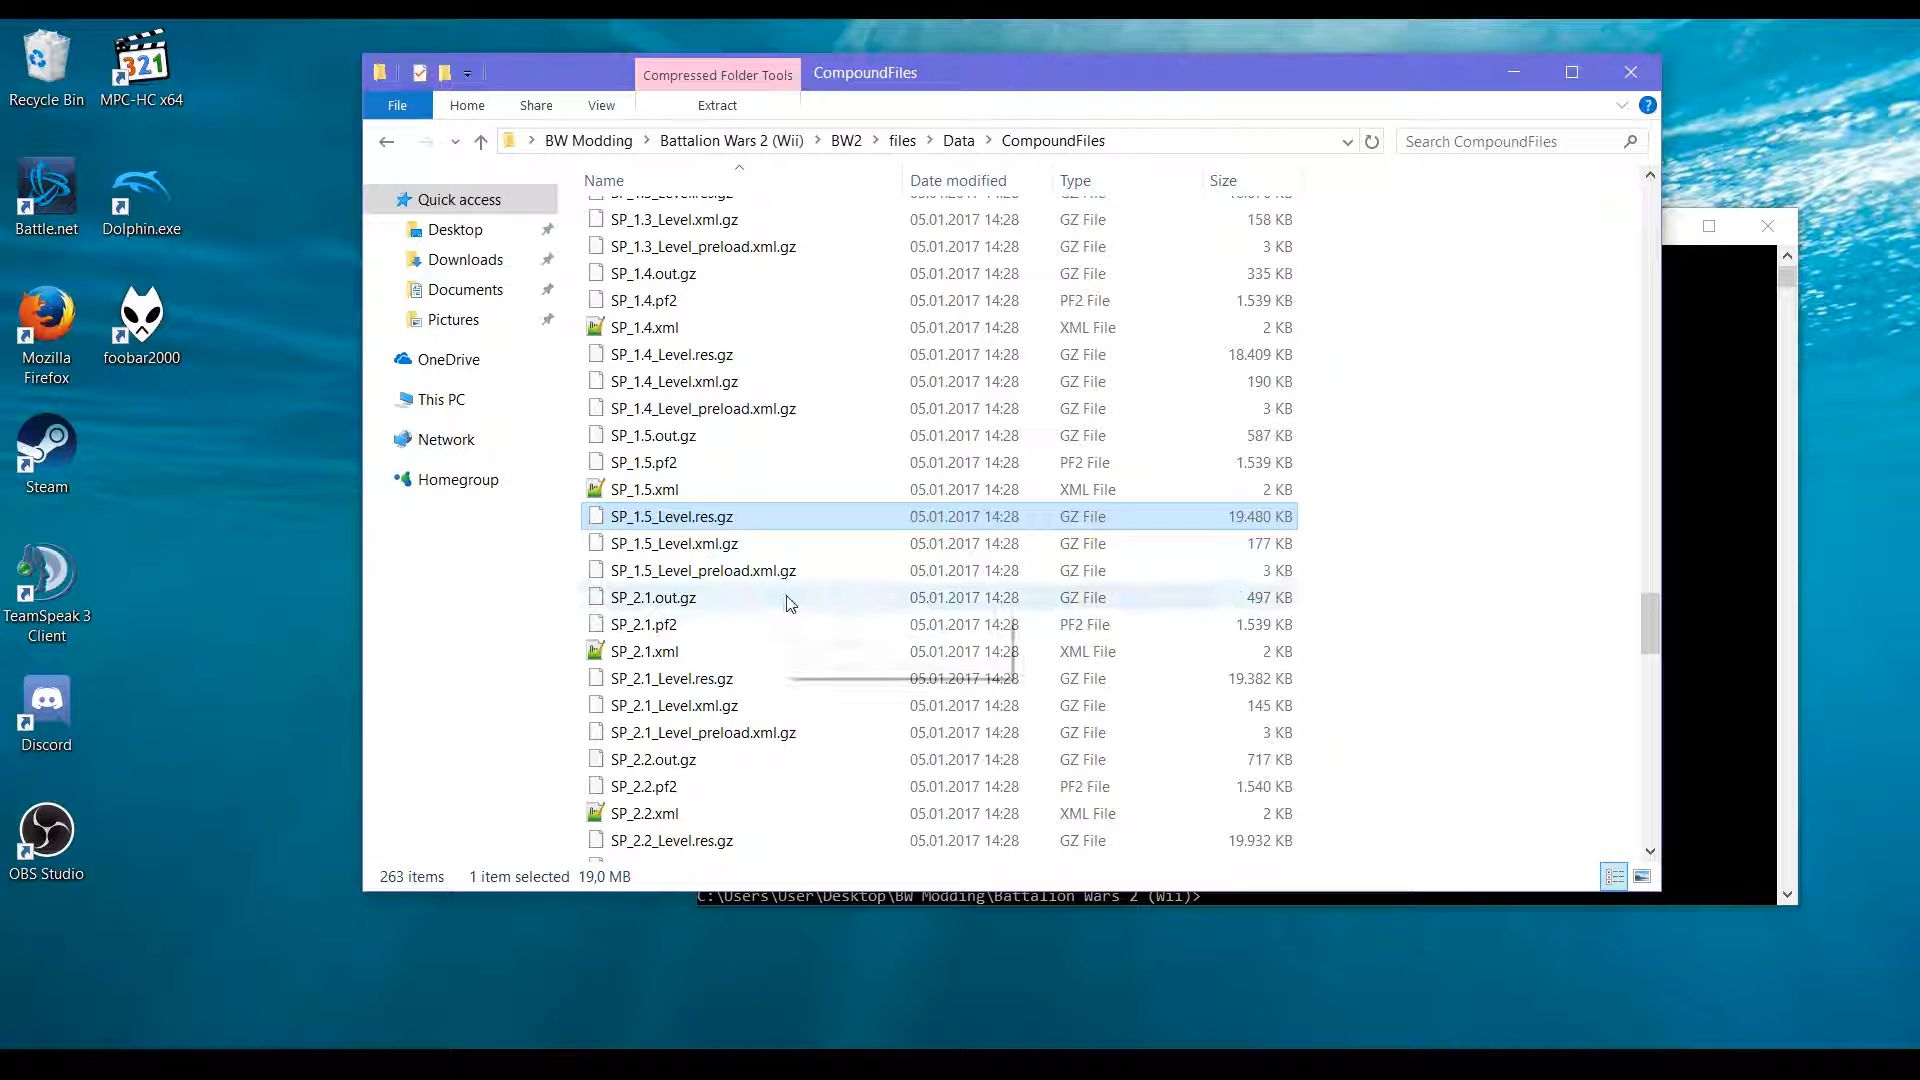 Recycle Bin
MPC-HC x64
Battle.net
Dolphin.exe
Mozilla Firefox
foobar2000
Steam
TeamSpeak 3 Client
Discord
OBS Studio
Compressed Folder Tools
CompoundFiles
File
Home
Share
View
Extract
BW Modding
Battalion Wars 2 (Wii)
BW2
files
Data
CompoundFiles
Search CompoundFiles
Quick access
Desktop
Downloads
Documents
Pictures
OneDrive
This PC
Network
Homegroup
Name Date modified Type Size
SP_1.3_Level.xml.gz 05.01.2017 14:28 GZ File 158 KB
SP_1.3_Level_preload.xml.gz 05.01.2017 14:28 GZ File 3 KB
SP_1.4.out.gz 05.01.2017 14:28 GZ File 335 KB
SP_1.4.pf2 05.01.2017 14:28 PF2 File 1.539 KB
SP_1.4.xml 05.01.2017 14:28 XML File 2 KB
SP_1.4_Level.res.gz 05.01.2017 14:28 GZ File 18.409 KB
SP_1.4_Level.xml.gz 05.01.2017 14:28 GZ File 190 KB
SP_1.4_Level_preload.xml.gz 05.01.2017 14:28 GZ File 3 KB
SP_1.5.out.gz 05.01.2017 14:28 GZ File 587 KB
SP_1.5.pf2 05.01.2017 14:28 PF2 File 1.539 KB
SP_1.5.xml 05.01.2017 14:28 XML File 2 KB
SP_1.5_Level.res.gz 05.01.2017 14:28 GZ File 19.480 KB
SP_1.5_Level.xml.gz 05.01.2017 14:28 GZ File 177 KB
SP_1.5_Level_preload.xml.gz 05.01.2017 14:28 GZ File 3 KB
SP_2.1.out.gz 05.01.2017 14:28 GZ File 497 KB
SP_2.1.pf2 05.01.2017 14:28 PF2 File 1.539 KB
SP_2.1.xml 05.01.2017 14:28 XML File 2 KB
SP_2.1_Level.res.gz 05.01.2017 14:28 GZ File 19.382 KB
SP_2.1_Level.xml.gz 05.01.2017 14:28 GZ File 145 KB
SP_2.1_Level_preload.xml.gz 05.01.2017 14:28 GZ File 3 KB
SP_2.2.out.gz 05.01.2017 14:28 GZ File 717 KB
SP_2.2.pf2 05.01.2017 14:28 PF2 File 1.540 KB
SP_2.2.xml 05.01.2017 14:28 XML File 2 KB
SP_2.2_Level.res.gz 05.01.2017 14:28 GZ File 19.932 KB
263 items 1 item selected 19,0 MB
C:\Users\User\Desktop\BW Modding\Battalion Wars 2 (Wii)>